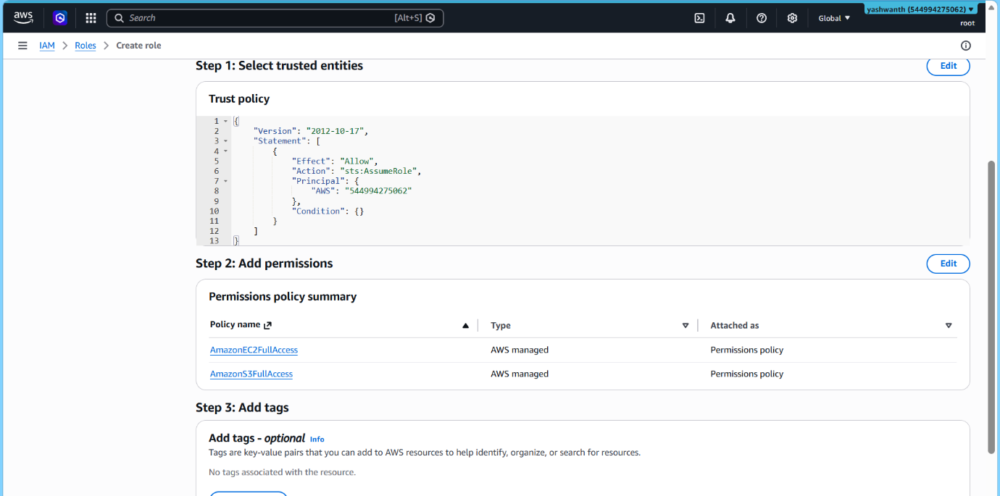 aws
Search [Alt+S]
Global ▼
yashwanth (544994275062) ▼
root
IAM > Roles > Create role
Step 1: Select trusted entities
Edit
Trust policy
1 {
2 "Version": "2012-10-17",
3 "Statement": [
4 {
5 "Effect": "Allow",
6 "Action": "sts:AssumeRole",
7 "Principal": {
8 "AWS": "544994275062"
9 },
10 "Condition": {}
11 }
12 ]
13 }
Step 2: Add permissions
Edit
Permissions policy summary
Policy name Type Attached as
AmazonEC2FullAccess AWS managed Permissions policy
AmazonS3FullAccess AWS managed Permissions policy
Step 3: Add tags
Add tags - optional Info
Tags are key-value pairs that you can add to AWS resources to help identify, organize, or search for resources.
No tags associated with the resource.